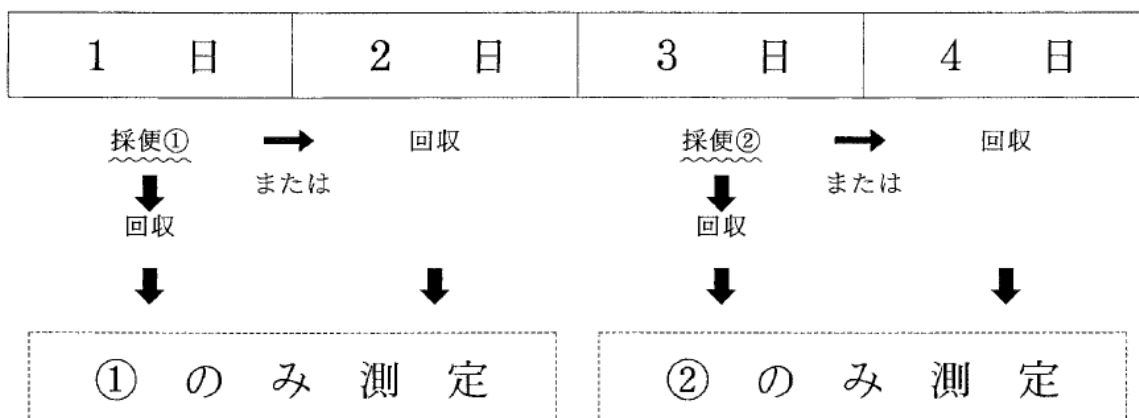 1日 2日 3日 4日
採便① ➡ 回収 採便② ➡ 回収
または または
回収 回収
①のみ測定 ②のみ測定